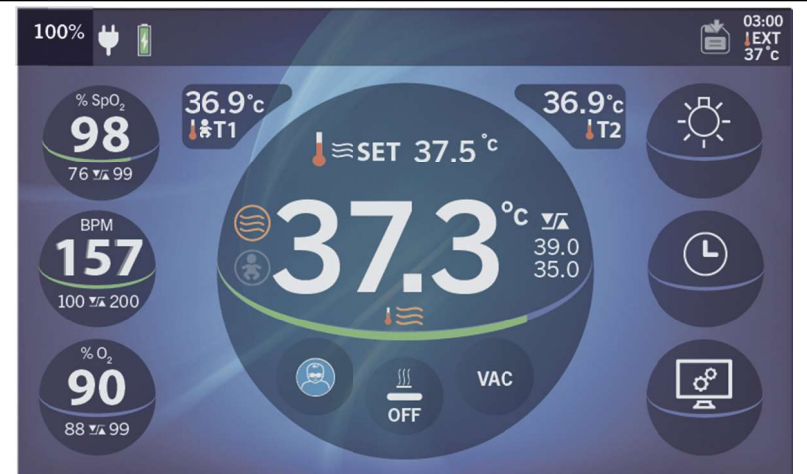 100%
03:00
EXT
37°c
% SpO₂
98
76 99
36.9°c
T1
36.9°c
T2
SET 37.5°c
BPM
157
100 200
37.3°c
39.0
35.0
% O₂
90
88 99
OFF
VAC